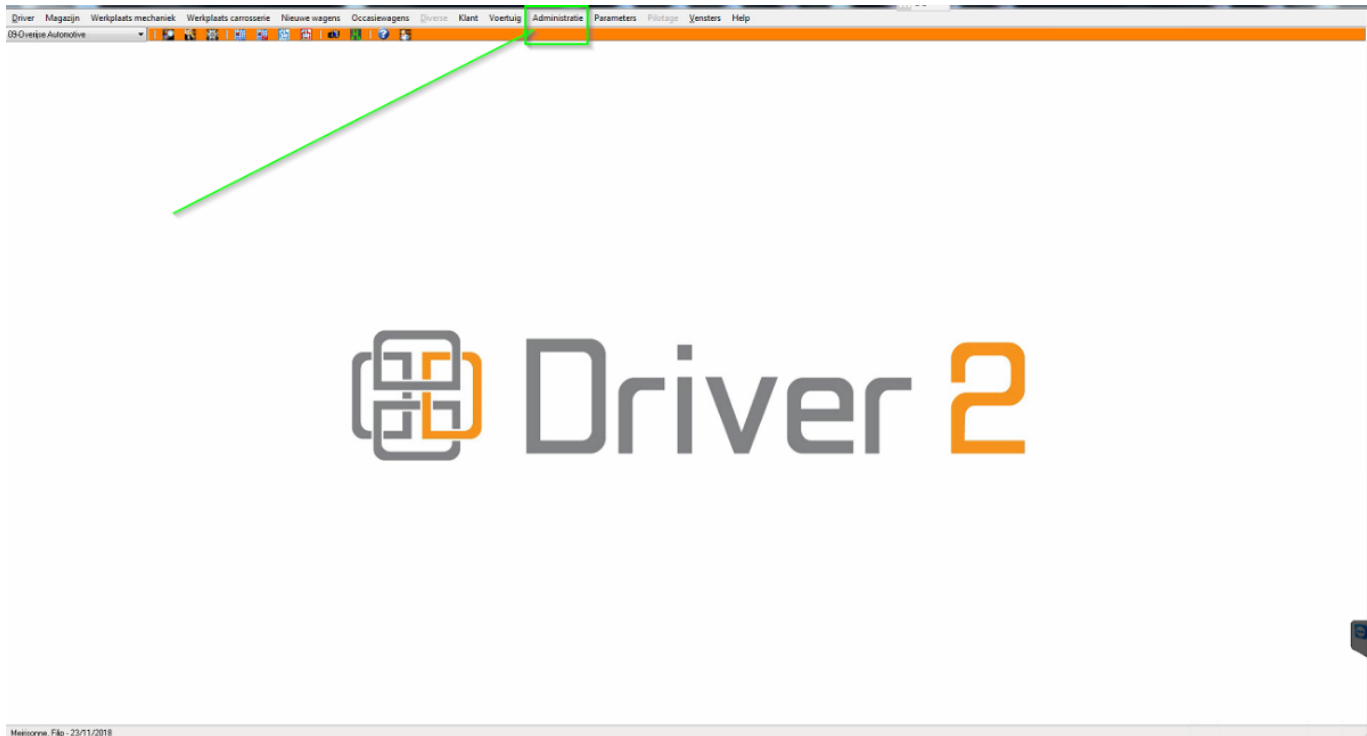 Driver Magazijn Werkplaats mechaniek Werkplaats carrosserie Nieuwe wagens Occasiewagens Diverse Klant Voertuig Administratie Parameters Pilotage Vensters Help
09-Overijse Automotive
Driver 2
Meissonne, Filip - 23/11/2018